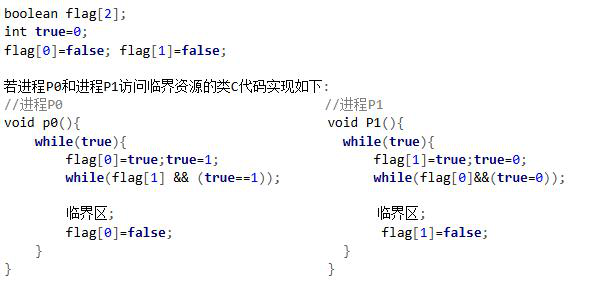 boolean flag[2];
int true=0;
flag[0]=false; flag[1]=false;
若进程P0和进程P1访问临界资源的类C代码实现如下:
//进程P0 //进程P1
void p0(){ void P1(){
while(true){ while(true){
flag[0]=true;true=1; flag[1]=true;true=0;
while(flag[1] && (true==1)); while(flag[0]&&(true=0));
临界区; 临界区;
flag[0]=false; flag[1]=false;
} }
} }